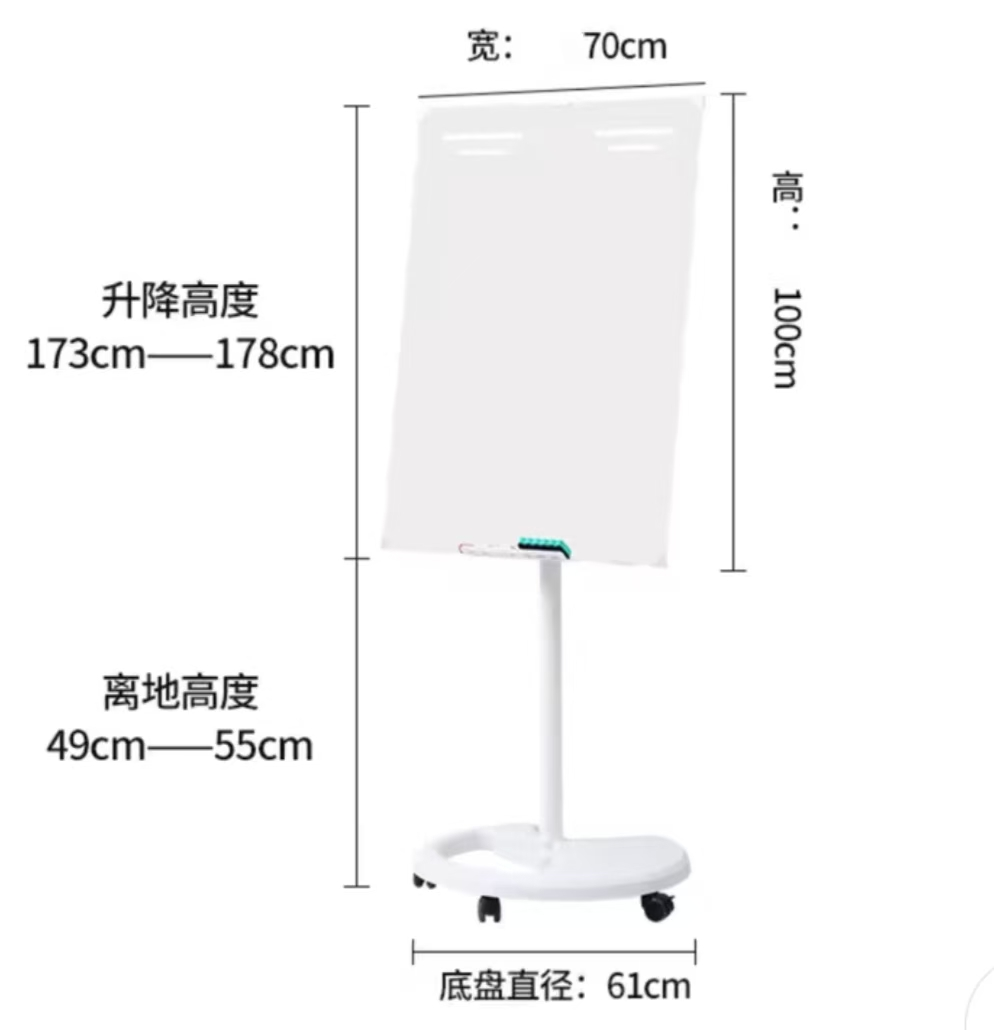 宽： 70cm
高： 100cm
升降高度
173cm——178cm
离地高度
49cm——55cm
底盘直径：61cm